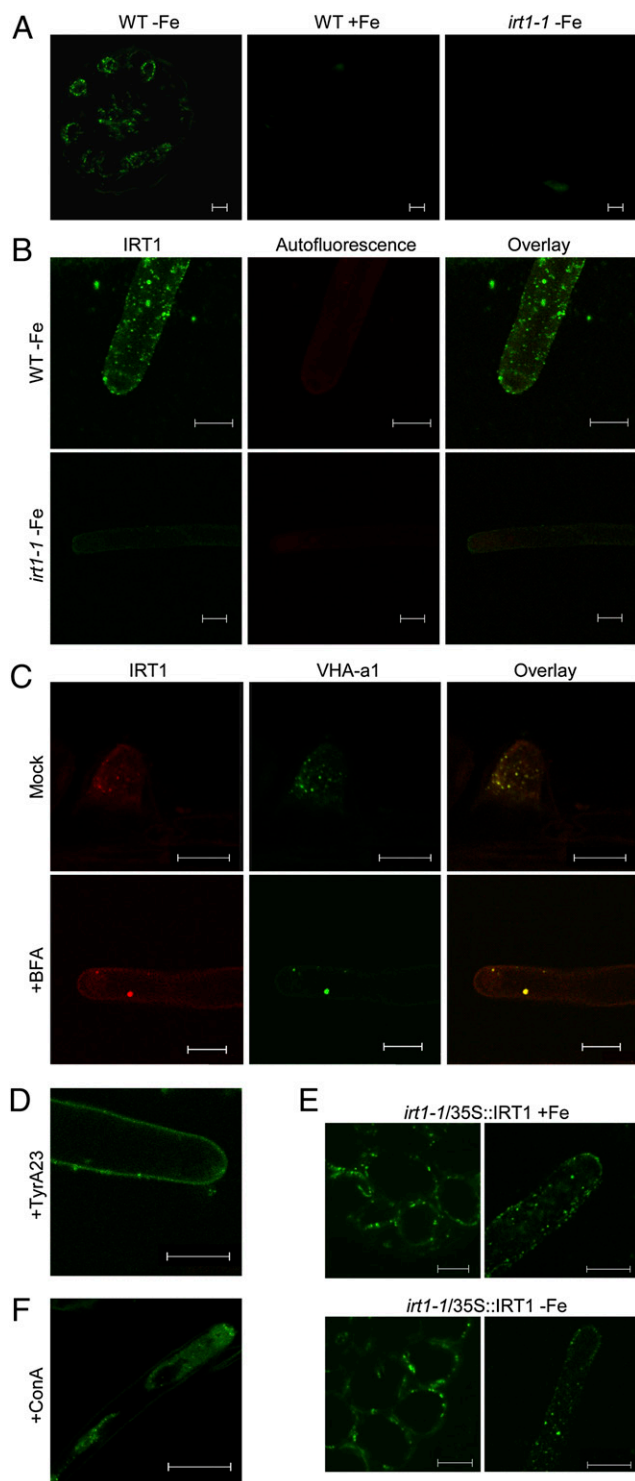 A
WT -Fe
WT +Fe
irt1-1 -Fe
B
IRT1
Autofluorescence
Overlay
WT -Fe
irt1-1 -Fe
C
IRT1
VHA-a1
Overlay
Mock
+BFA
D
+TyrA23
E
irt1-1/35S::IRT1 +Fe
F
+ConA
irt1-1/35S::IRT1 -Fe